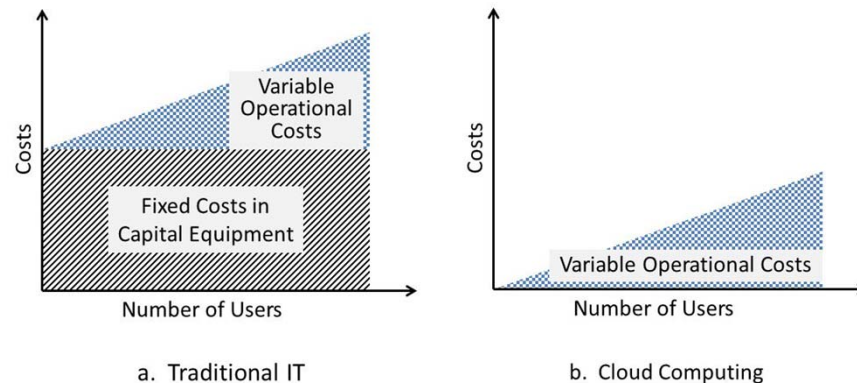 Costs
Variable
Operational
Costs
Fixed Costs in
Capital Equipment
Number of Users
a. Traditional IT
Costs
Variable Operational Costs
Number of Users
b. Cloud Computing